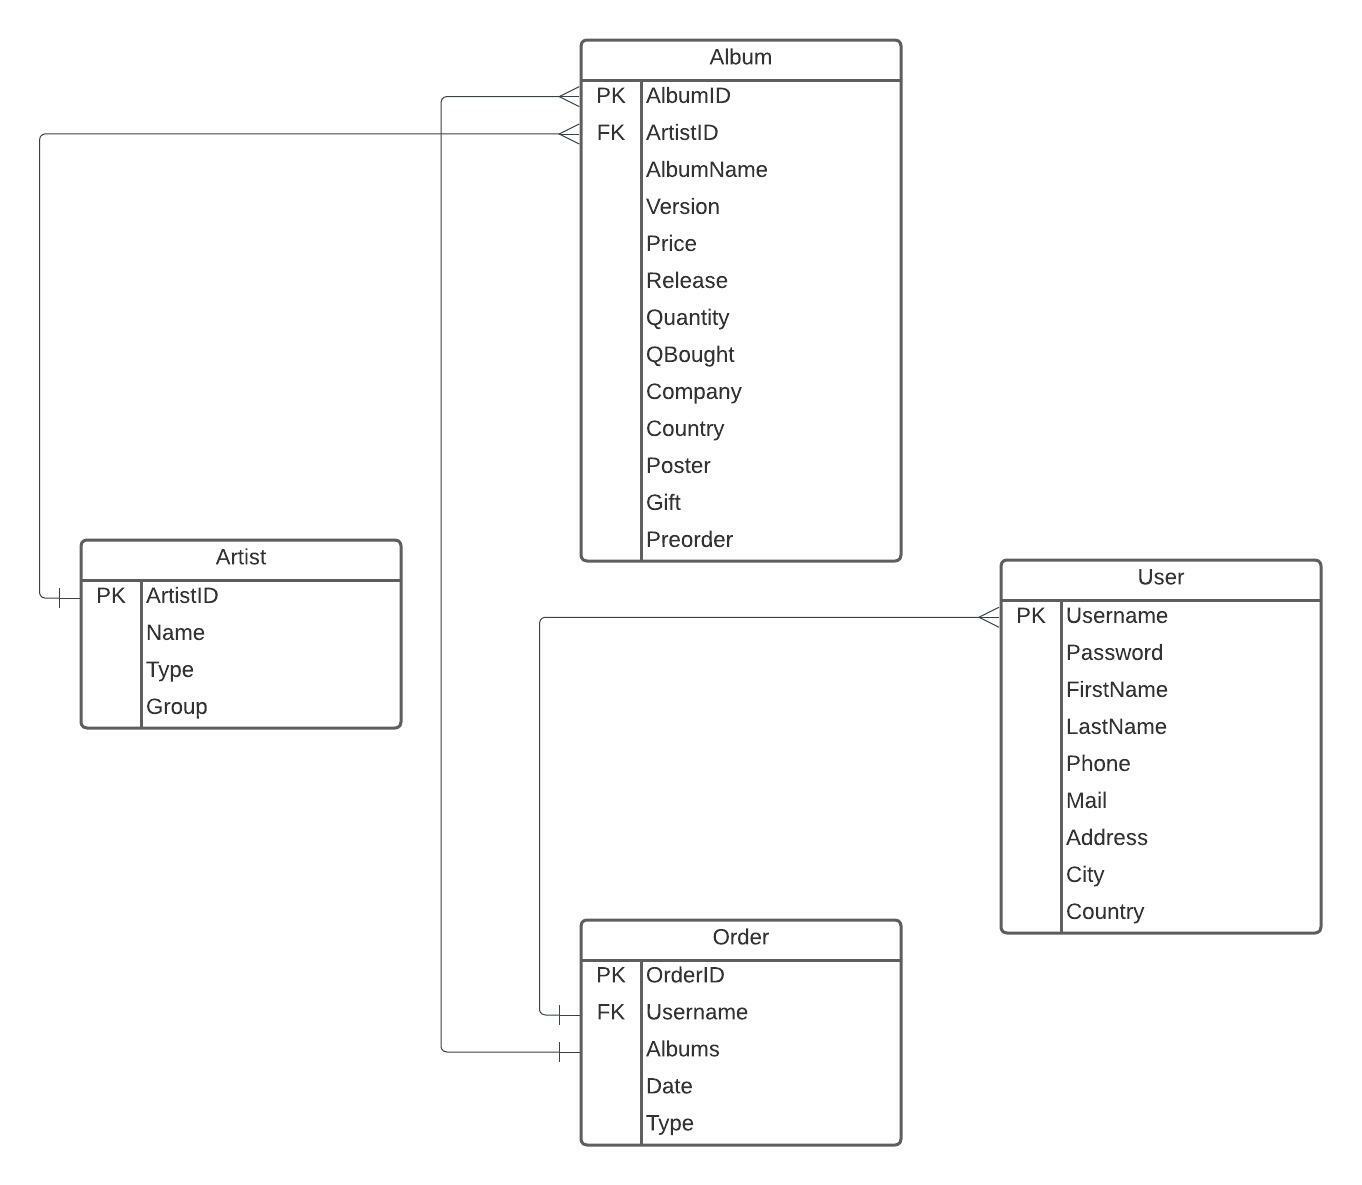 Album
PK AlbumID
FK ArtistID
AlbumName
Version
Price
Release
Quantity
QBought
Company
Country
Poster
Gift
Preorder
Artist
PK ArtistID
Name
Type
Group
User
PK Username
Password
FirstName
LastName
Phone
Mail
Address
City
Country
Order
PK OrderID
FK Username
Albums
Date
Type